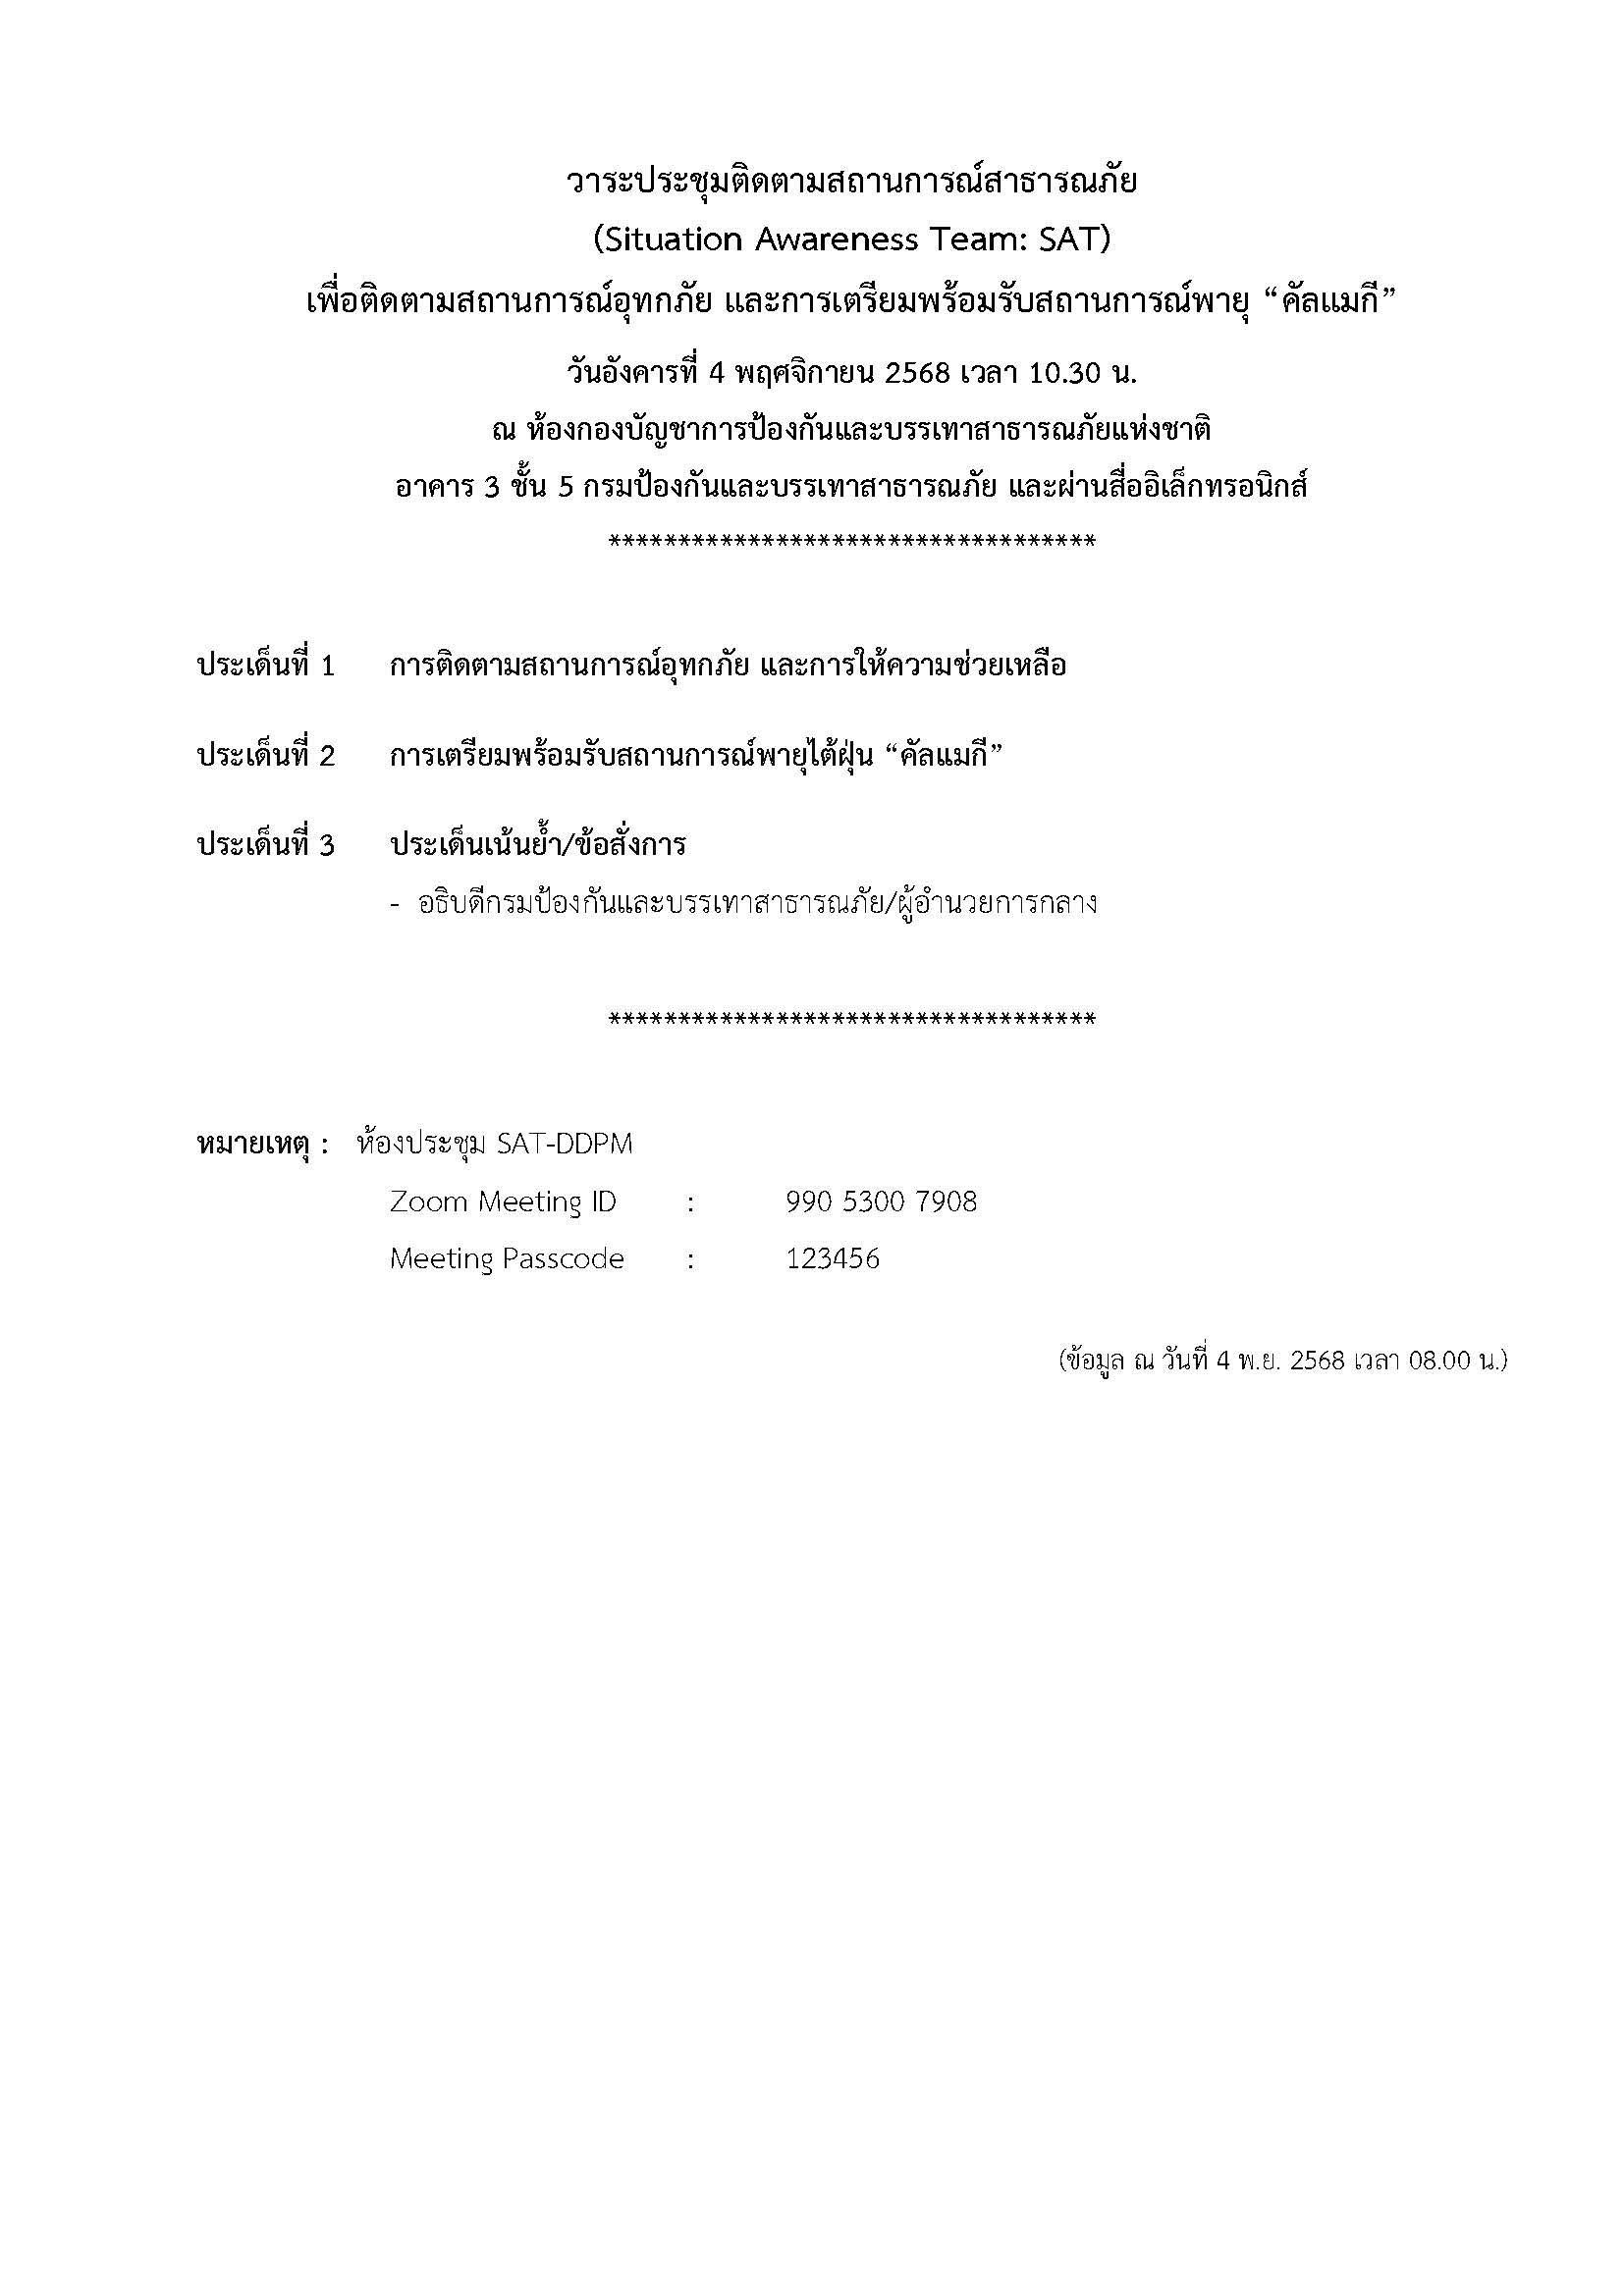 วาระประชุมติดตามสถานการณ์สาธารณภัย
(Situation Awareness Team: SAT)
เพื่อติดตามสถานการณ์อุทกภัย และการเตรียมพร้อมรับสถานการณ์พายุ “คัลแมกี”
วันอังคารที่ 4 พฤศจิกายน 2568 เวลา 10.30 น.
ณ ห้องกองบัญชาการป้องกันและบรรเทาสาธารณภัยแห่งชาติ
อาคาร 3 ชั้น 5 กรมป้องกันและบรรเทาสาธารณภัย และผ่านสื่ออิเล็กทรอนิกส์
***********************************
ประเด็นที่ 1 การติดตามสถานการณ์อุทกภัย และการให้ความช่วยเหลือ
ประเด็นที่ 2 การเตรียมพร้อมรับสถานการณ์พายุไต้ฝุ่น “คัลแมกี”
ประเด็นที่ 3 ประเด็นเน้นย้ำ/ข้อสั่งการ
- อธิบดีกรมป้องกันและบรรเทาสาธารณภัย/ผู้อำนวยการกลาง
***********************************
หมายเหตุ : ห้องประชุม SAT-DDPM
Zoom Meeting ID : 990 5300 7908
Meeting Passcode : 123456
(ข้อมูล ณ วันที่ 4 พ.ย. 2568 เวลา 08.00 น.)